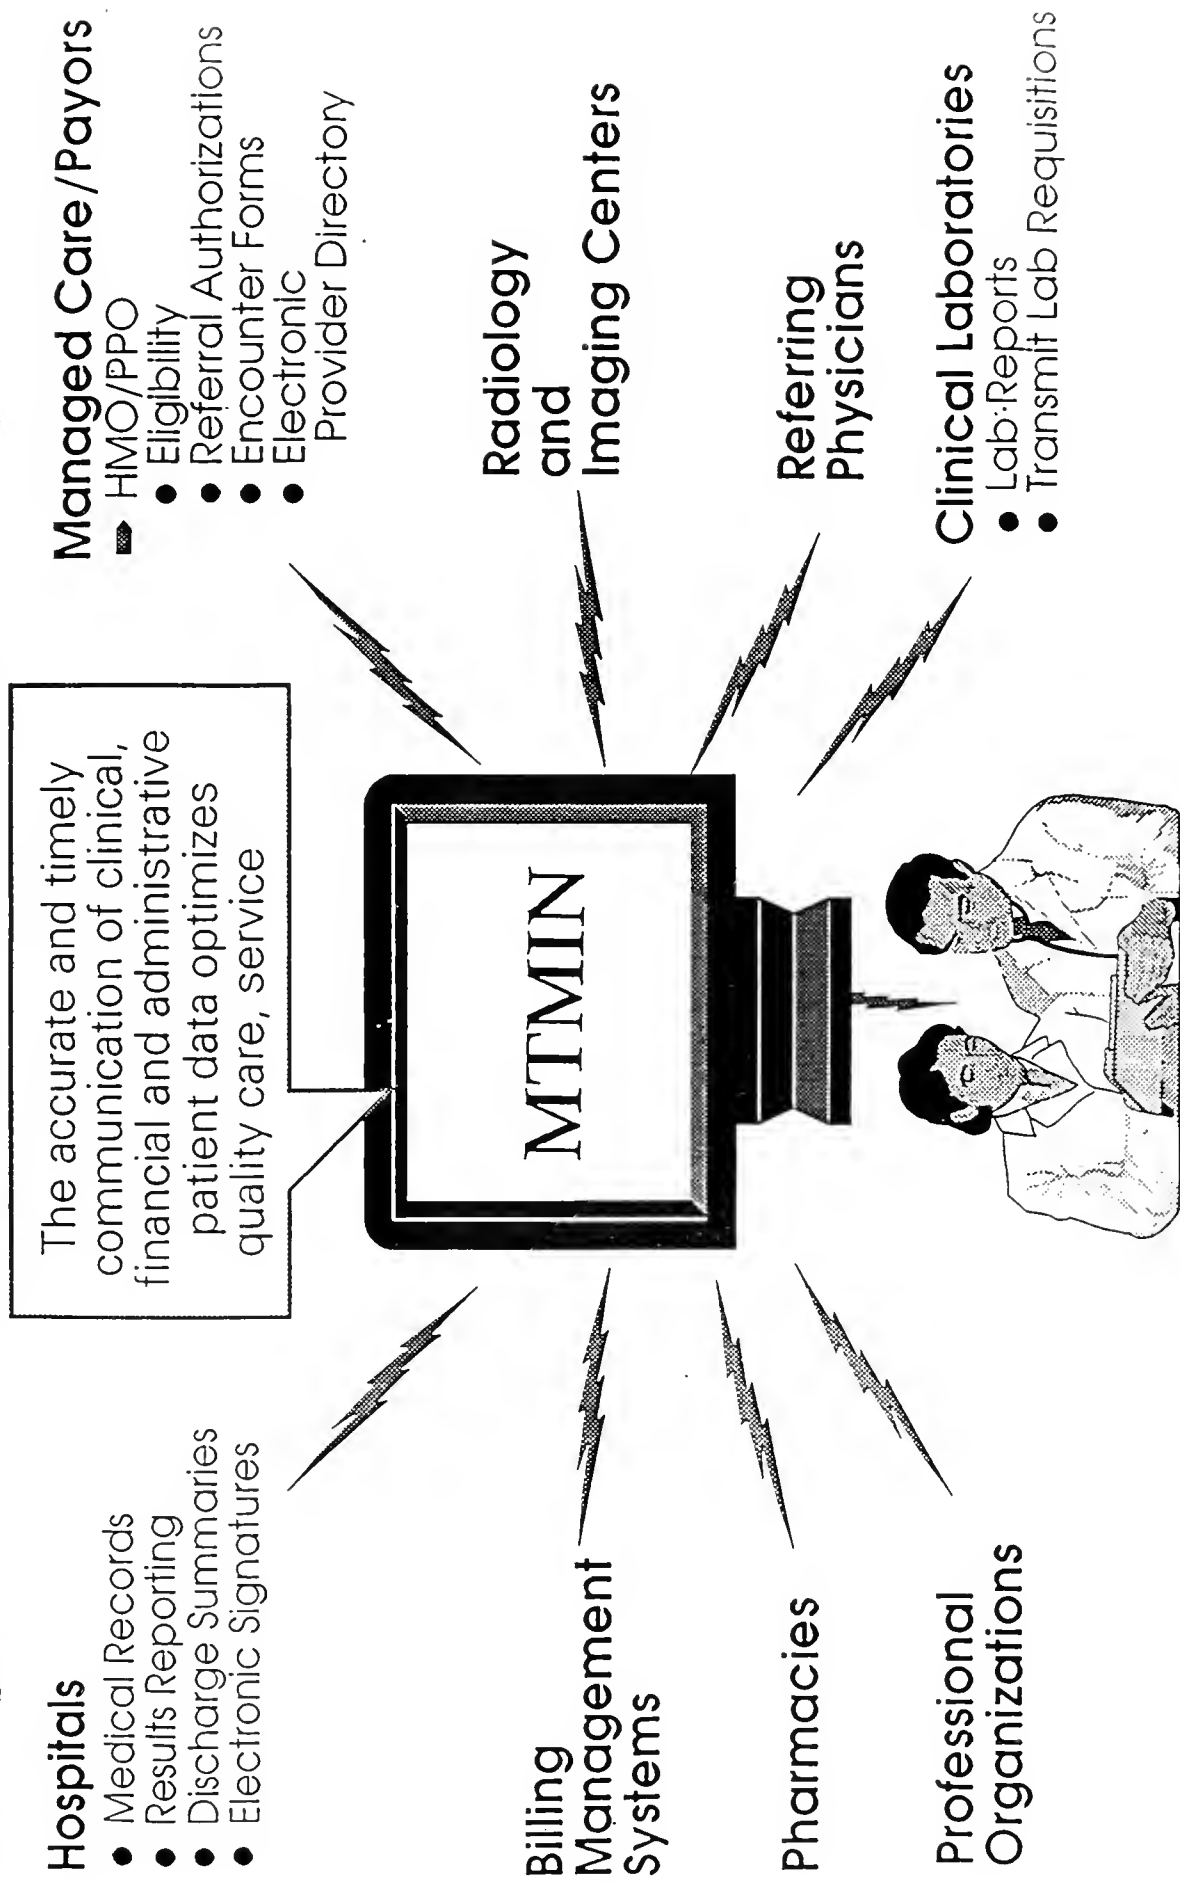 The accurate and timely
communication of clinical,
financial and administrative
patient data optimizes
quality care, service
Hospitals
● Medical Records
● Results Reporting
● Discharge Summaries
● Electronic Signatures
Billing
Management
Systems
Pharmacies
Professional
Organizations
MTMIN
Managed Care/Payors
HMO/PPO
● Eligibility
● Referral Authorizations
● Encounter Forms
● Electronic
Provider Directory
Radiology
and
Imaging Centers
Referring
Physicians
Clinical Laboratories
● Lab Reports
● Transmit Lab Requisitions